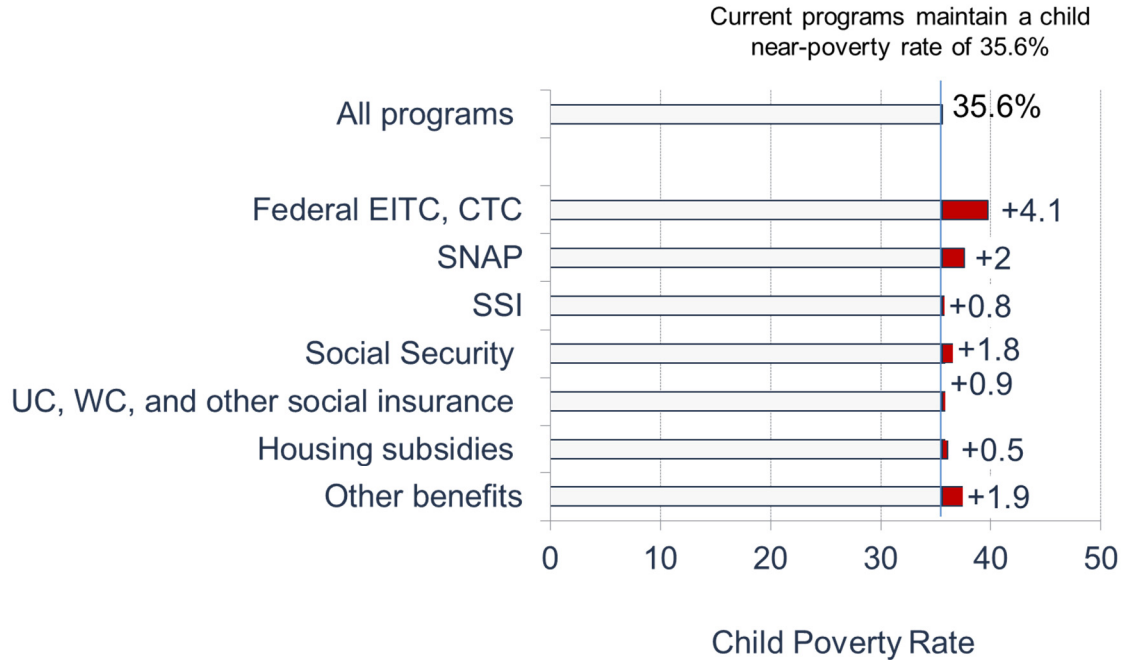 Current programs maintain a child
near-poverty rate of 35.6%
All programs
35.6%
Federal EITC, CTC
+4.1
SNAP
+2
SSI
+0.8
Social Security
+1.8
UC, WC, and other social insurance
+0.9
Housing subsidies
+0.5
Other benefits
+1.9
0 10 20 30 40 50
Child Poverty Rate